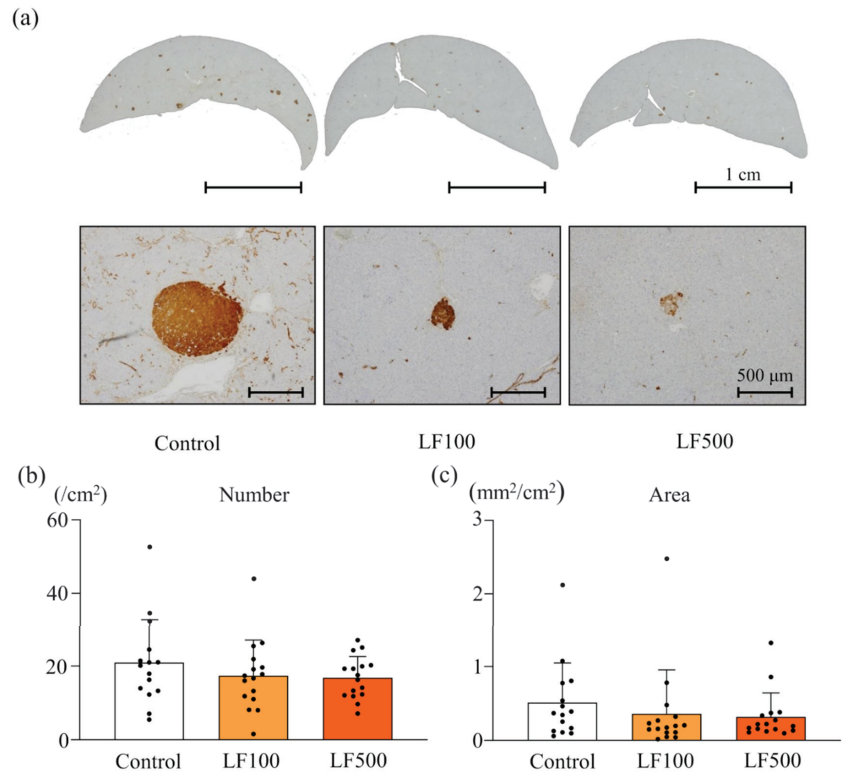 (a)
1 cm
500 μm
Control LF100 LF500
(b) (c)
(/cm²) Number (mm²/cm²) Area
60 3
40 2
20 1
0 0
Control LF100 LF500 Control LF100 LF500